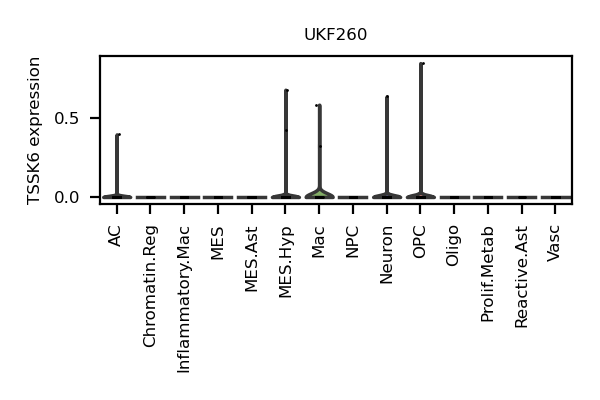 UKF260
TSSK6 expression
0.5
0.0
AC
Chromatin.Reg
Inflammatory.Mac
MES
MES.Ast
MES.Hyp
Mac
NPC
Neuron
OPC
Oligo
Prolif.Metab
Reactive.Ast
Vasc